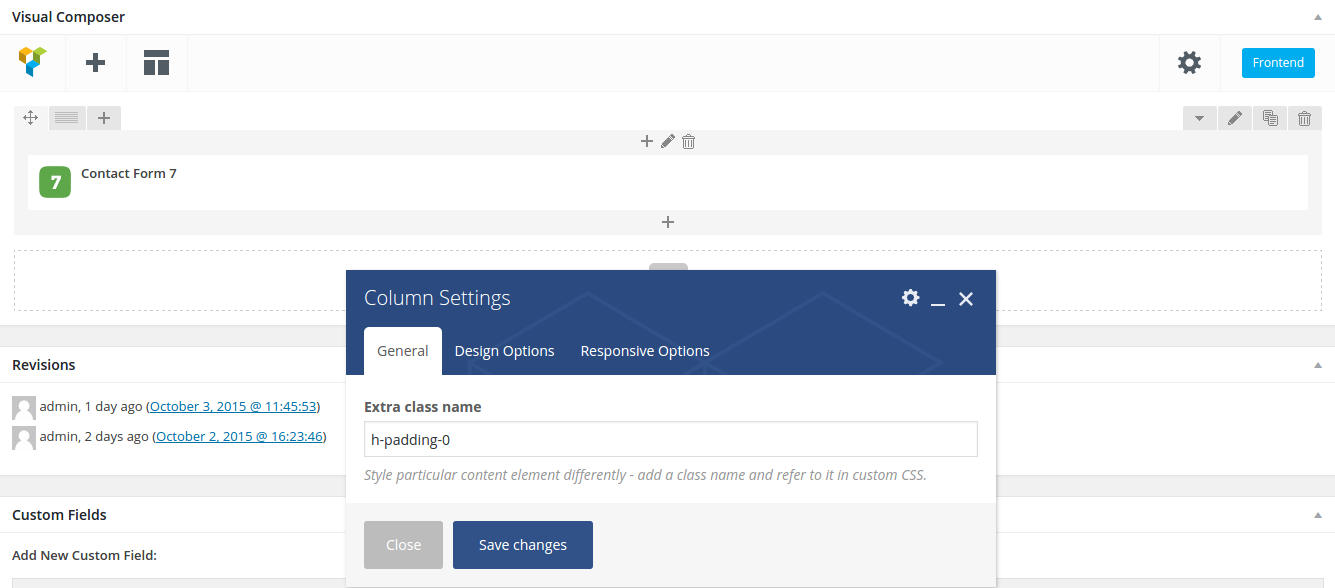 Visual Composer
Frontend
7 Contact Form 7
Column Settings
General Design Options Responsive Options
Revisions
admin, 1 day ago (October 3, 2015 @ 11:45:53)
admin, 2 days ago (October 2, 2015 @ 16:23:46)
Extra class name
h-padding-0
Style particular content element differently - add a class name and refer to it in custom CSS.
Custom Fields
Add New Custom Field:
Close Save changes